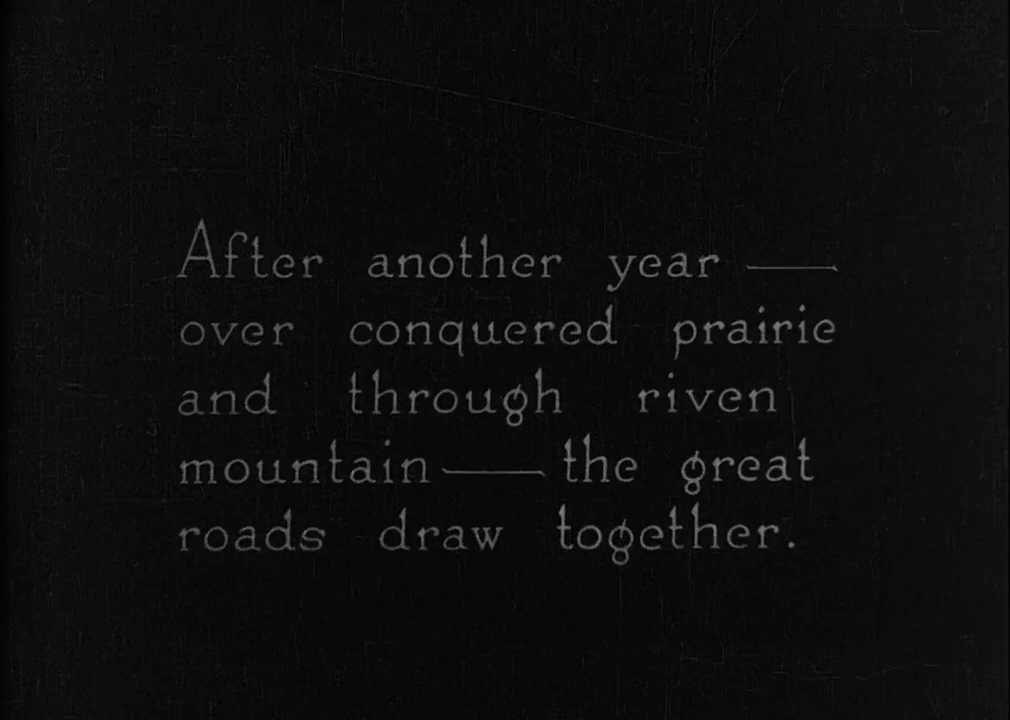 After another year —
over conquered prairie
and through riven
mountain — the great
roads draw together.